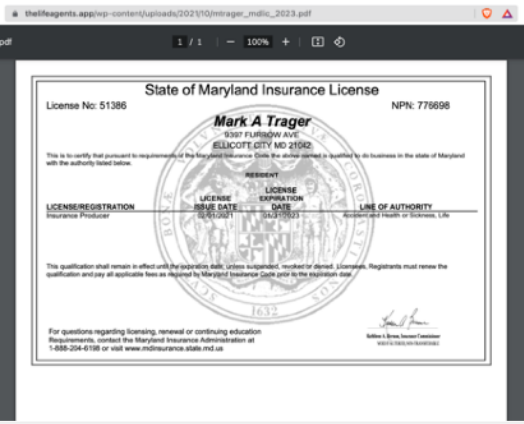 thelifeagents.app/wp-content/uploads/2021/10/mtrager_mdlic_2023.pdf
pdf
1 / 1 | − 100% +
State of Maryland Insurance License
License No: 51386 NPN: 776698
Mark A Trager
9397 FURROW AVE
ELLICOTT CITY MD 21042
This is to certify that pursuant to requirements of the Maryland Insurance Code the above named is qualified to do business in the state of Maryland
with the authority listed below.
RESIDENT
LICENSE/REGISTRATION LICENSE ISSUE DATE LICENSE EXPIRATION DATE LINE OF AUTHORITY
Insurance Producer 02/01/2021 01/31/2023 Accident and Health or Sickness, Life
This qualification shall remain in effect until the expiration date, unless suspended, revoked or denied. Licensees, Registrants must renew the
qualification and pay all applicable fees as required by Maryland Insurance Code prior to the expiration date.
1632
For questions regarding licensing, renewal or continuing education
Requirements, contact the Maryland Insurance Administration at
1-888-204-6198 or visit www.mdinsurance.state.md.us
Insurance Commissioner